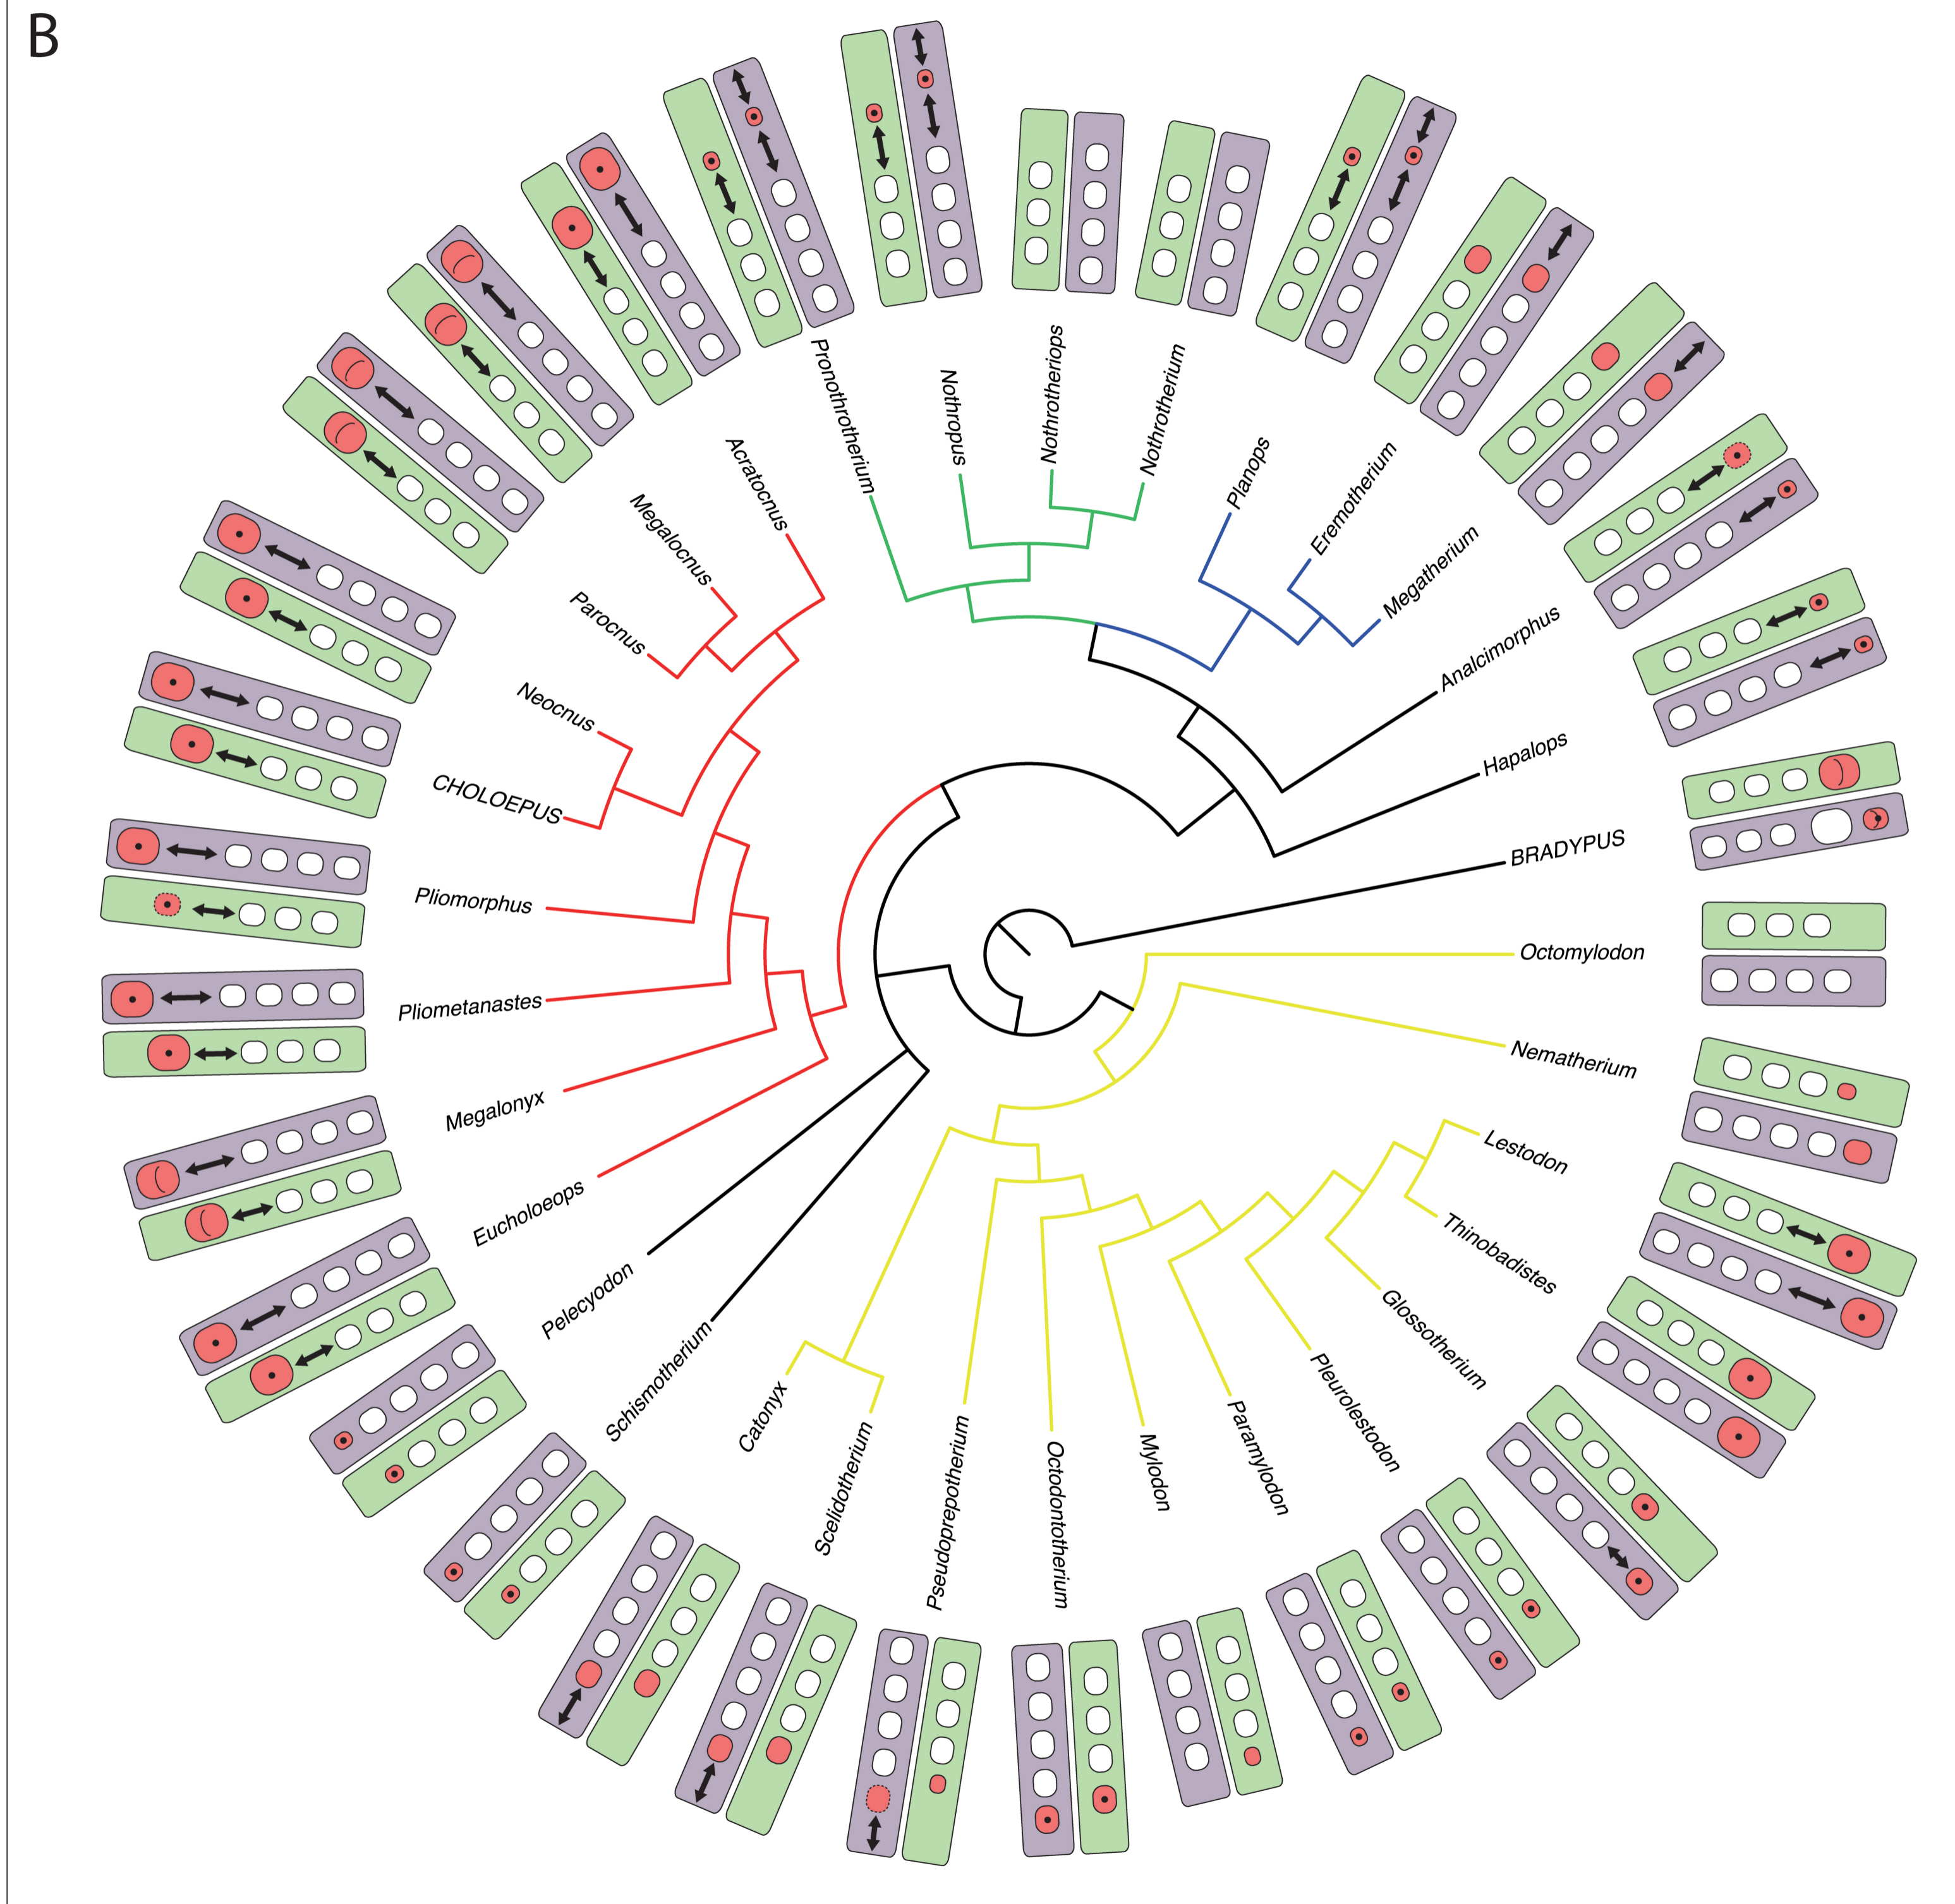 B
Pronothrotherium
Nothropus
Nothrotheriops
Nothrotherium
Planops
Eremotherium
Megatherium
Analcimorphus
Hapalops
BRADYPUS
Octomylodon
Nematherium
Lestodon
Thinobadistes
Glossotherium
Pleurolestodon
Paramylodon
Mylodon
Octodontotherium
Pseudoprepotherium
Scelidotherium
Catonyx
Schismotherium
Pelecyodon
Eucholoeops
Megalonyx
Pliometanastes
Pliomorphus
CHOLOEPUS
Neocnus
Parocnus
Megalocnus
Acratocnus